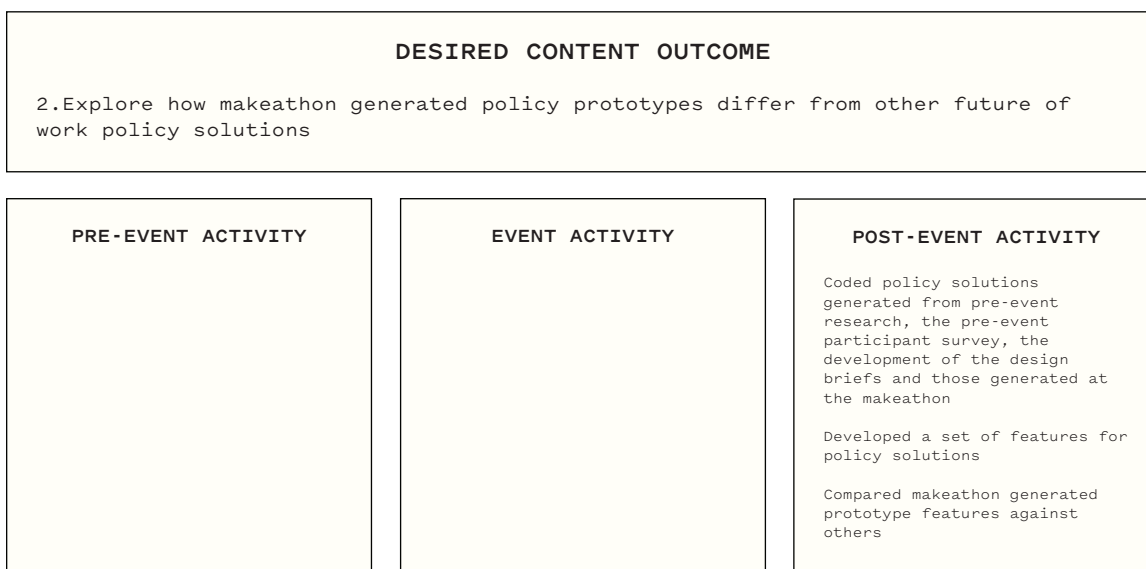 DESIRED CONTENT OUTCOME
2.Explore how makeathon generated policy prototypes differ from other future of
work policy solutions
PRE-EVENT ACTIVITY
EVENT ACTIVITY
POST-EVENT ACTIVITY
Coded policy solutions
generated from pre-event
research, the pre-event
participant survey, the
development of the design
briefs and those generated at
the makeathon
Developed a set of features for
policy solutions
Compared makeathon generated
prototype features against
others